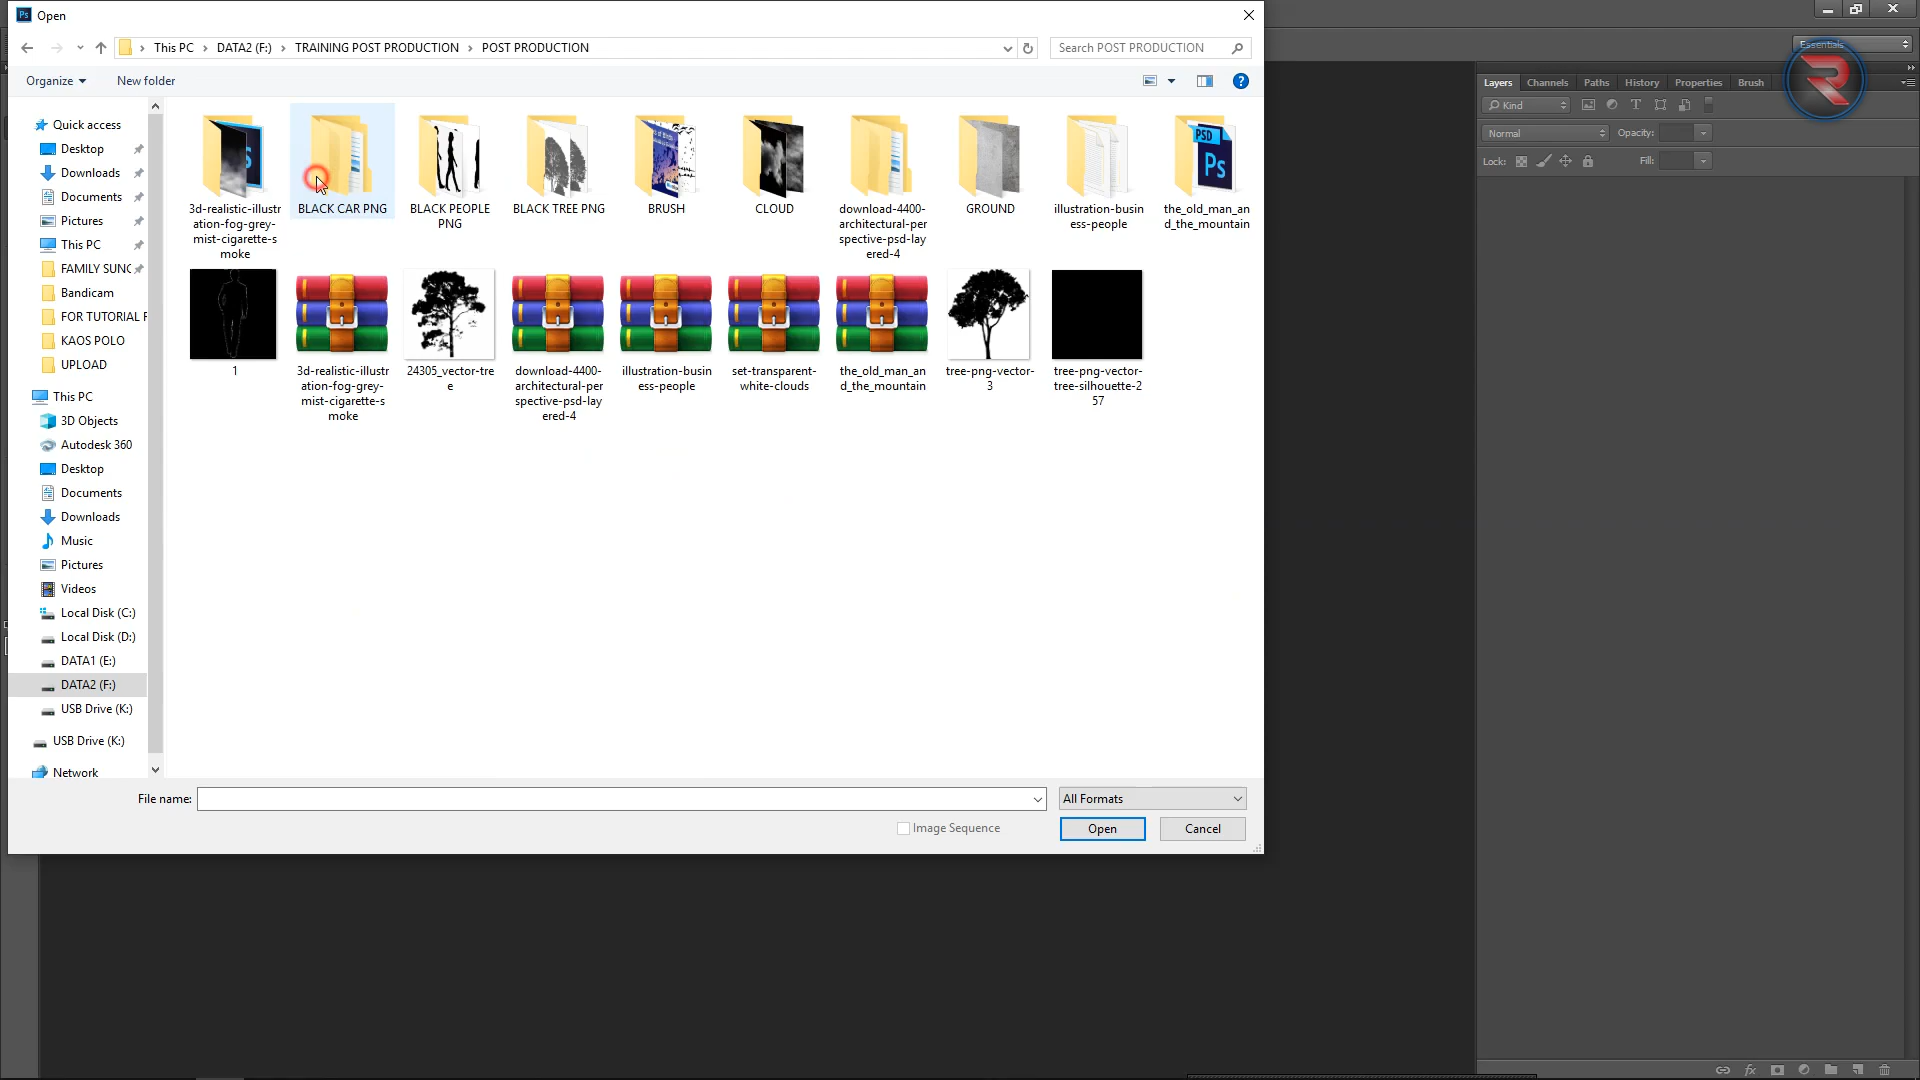 Open
This PC > DATA2 (F:) > TRAINING POST PRODUCTION > POST PRODUCTION
Search POST PRODUCTION
Organize
New folder
Essentials
Layers Channels Paths History Properties Brush
Kind
Normal
Opacity:
Lock:
Fill:
Quick access
Desktop
Downloads
Documents
Pictures
This PC
FAMILY SUNC
Bandicam
FOR TUTORIAL F
KAOS POLO
UPLOAD
This PC
3D Objects
Autodesk 360
Desktop
Documents
Downloads
Music
Pictures
Videos
Local Disk (C:)
Local Disk (D:)
DATA1 (E:)
DATA2 (F:)
USB Drive (K:)
USB Drive (K:)
Network
3d-realistic-illustr
ation-fog-grey-
mist-cigarette-s
moke
BLACK CAR PNG
BLACK PEOPLE
PNG
BLACK TREE PNG
BRUSH
CLOUD
download-4400-
architectural-per
spective-psd-lay
ered-4
GROUND
illustration-busin
ess-people
PSD
Ps
the_old_man_an
d_the_mountain
1
3d-realistic-illustr
ation-fog-grey-
mist-cigarette-s
moke
24305_vector-tre
e
download-4400-
architectural-per
spective-psd-lay
ered-4
illustration-busin
ess-people
set-transparent-
white-clouds
the_old_man_an
d_the_mountain
tree-png-vector-
3
tree-png-vector-
tree-silhouette-2
57
File name:
All Formats
Image Sequence
Open
Cancel